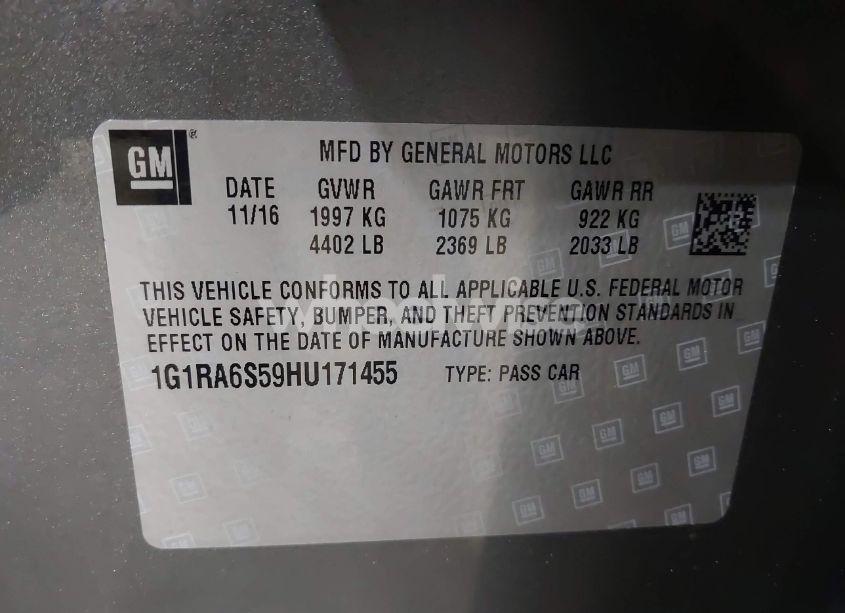 GM
MFD BY GENERAL MOTORS LLC
DATE GVWR GAWR FRT GAWR RR
11/16 1997 KG 1075 KG 922 KG
4402 LB 2369 LB 2033 LB
THIS VEHICLE CONFORMS TO ALL APPLICABLE U.S. FEDERAL MOTOR
VEHICLE SAFETY, BUMPER, AND THEFT PREVENTION STANDARDS IN
EFFECT ON THE DATE OF MANUFACTURE SHOWN ABOVE.
1G1RA6S59HU171455 TYPE: PASS CAR